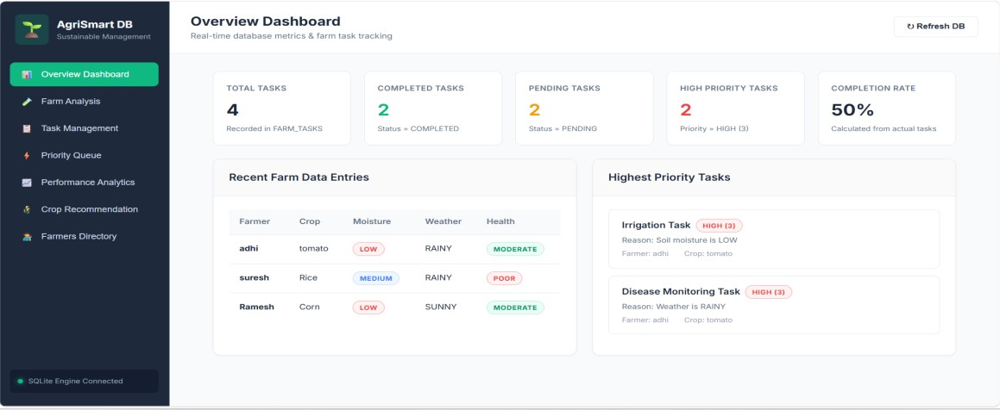 AgriSmart DB
Sustainable Management
Overview Dashboard
Farm Analysis
Task Management
Priority Queue
Performance Analytics
Crop Recommendation
Farmers Directory
SQLite Engine Connected
Overview Dashboard
Real-time database metrics & farm task tracking
↻ Refresh DB
TOTAL TASKS
4
Recorded in FARM_TASKS
COMPLETED TASKS
2
Status = COMPLETED
PENDING TASKS
2
Status = PENDING
HIGH PRIORITY TASKS
2
Priority = HIGH (3)
COMPLETION RATE
50%
Calculated from actual tasks
Recent Farm Data Entries
Farmer Crop Moisture Weather Health
adhi tomato LOW RAINY MODERATE
suresh Rice MEDIUM RAINY POOR
Ramesh Corn LOW SUNNY MODERATE
Highest Priority Tasks
Irrigation Task HIGH (3)
Reason: Soil moisture is LOW
Farmer: adhi Crop: tomato
Disease Monitoring Task HIGH (3)
Reason: Weather is RAINY
Farmer: adhi Crop: tomato